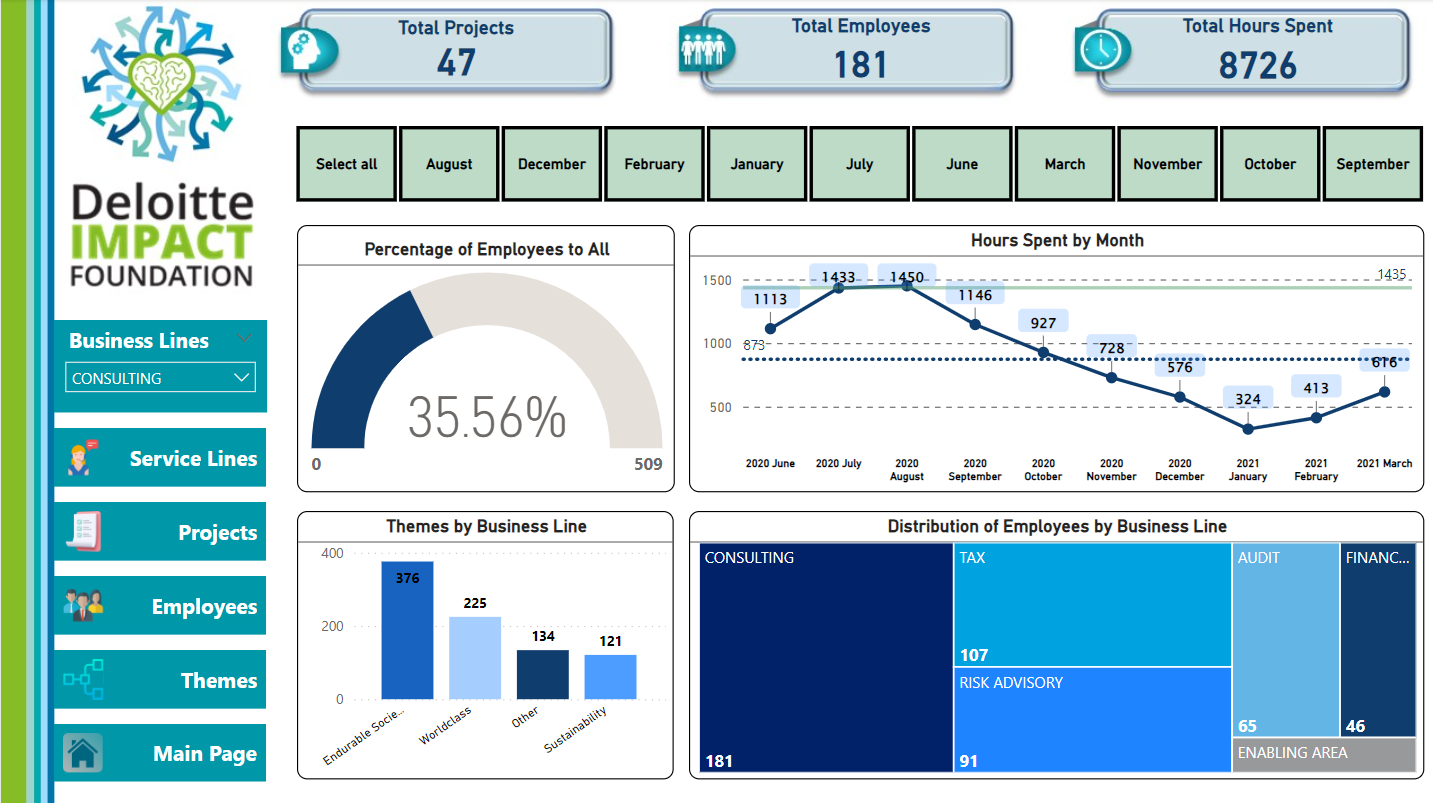 Total Projects
47
Total Employees
181
Total Hours Spent
8726
Deloitte
IMPACT
FOUNDATION
Select all
August
December
February
January
July
June
March
November
October
September
Business Lines
CONSULTING
Service Lines
Projects
Employees
Themes
Main Page
Percentage of Employees to All
35.56%
0
509
Hours Spent by Month
1500
1000
500
1435
873
1113
1433
1450
1146
927
728
576
324
413
616
2020 June
2020 July
2020
August
2020
September
2020
October
2020
November
2020
December
2021
January
2021
February
2021 March
Themes by Business Line
400
200
0
376
225
134
121
Endurable Socie...
Worldclass
Other
Sustainability
Distribution of Employees by Business Line
CONSULTING
181
TAX
107
RISK ADVISORY
91
AUDIT
65
FINANC...
46
ENABLING AREA